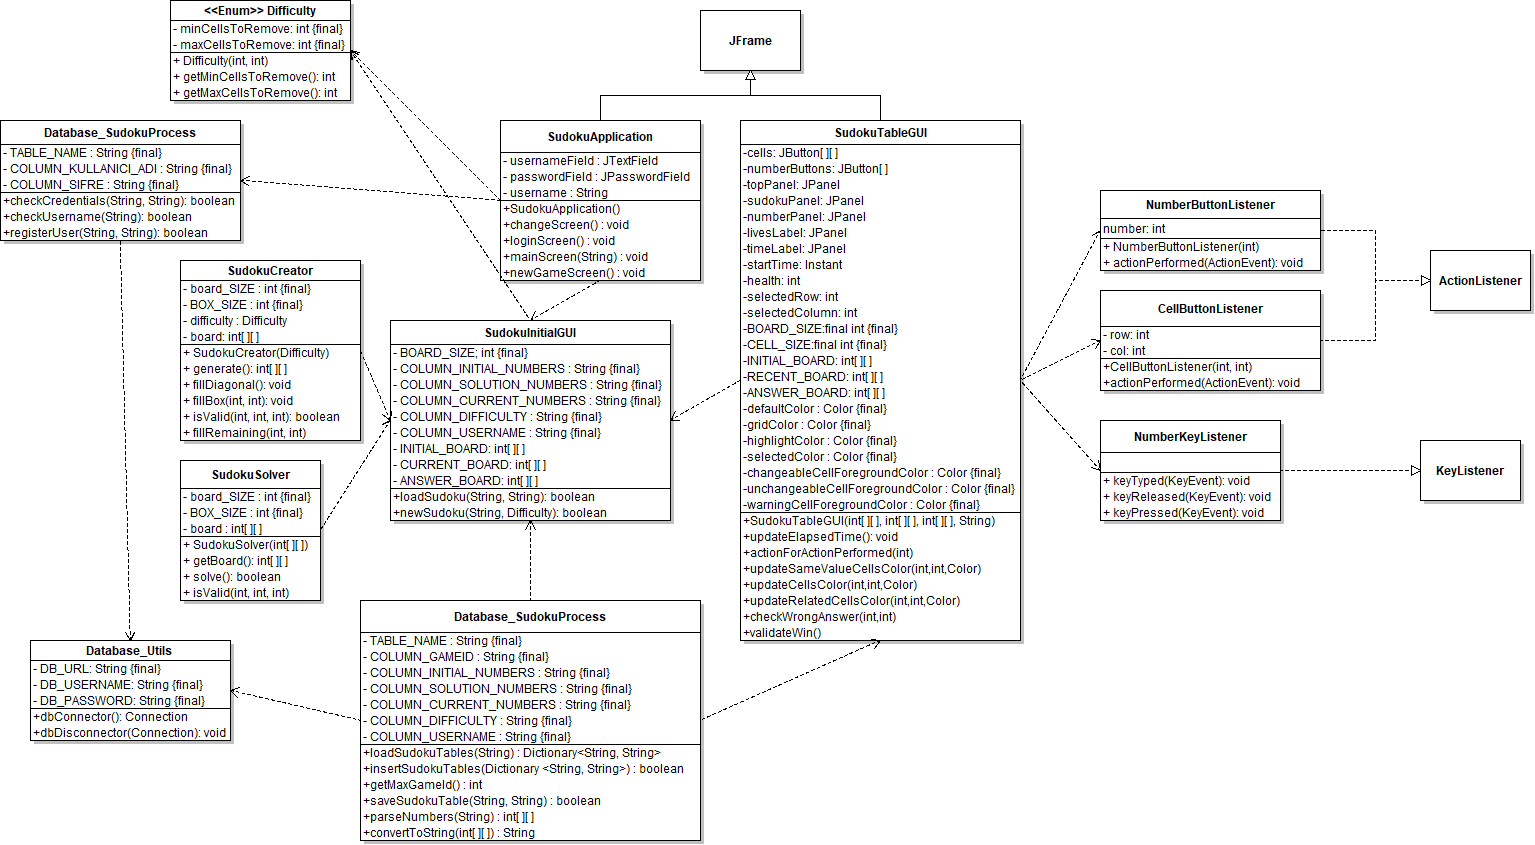 <<Enum>> Difficulty
- minCellsToRemove: int {final}
- maxCellsToRemove: int {final}
+ Difficulty(int, int)
+ getMinCellsToRemove(): int
+ getMaxCellsToRemove(): int
JFrame
Database_SudokuProcess
- TABLE_NAME : String {final}
- COLUMN_KULLANICI_ADI : String {final}
- COLUMN_SIFRE : String {final}
+checkCredentials(String, String): boolean
+checkUsername(String): boolean
+registerUser(String, String): boolean
SudokuApplication
- usernameField : JTextField
- passwordField : JPasswordField
- username : String
+SudokuApplication()
+changeScreen() : void
+loginScreen() : void
+mainScreen(String) : void
+newGameScreen() : void
SudokuTableGUI
-cells: JButton[ ][ ]
-numberButtons: JButton[ ]
-topPanel: JPanel
-sudokuPanel: JPanel
-numberPanel: JPanel
-livesLabel: JPanel
-timeLabel: JPanel
-startTime: Instant
-health: int
-selectedRow: int
-selectedColumn: int
-BOARD_SIZE:final int {final}
-CELL_SIZE:final int {final}
-INITIAL_BOARD: int[ ][ ]
-RECENT_BOARD: int[ ][ ]
-ANSWER_BOARD: int[ ][ ]
-defaultColor : Color {final}
-gridColor : Color {final}
-highlightColor : Color {final}
-selectedColor : Color {final}
-changeableCellForegroundColor : Color {final}
-unchangeableCellForegroundColor : Color {final}
-warningCellForegroundColor : Color {final}
+SudokuTableGUI(int[ ][ ], int[ ][ ], int[ ][ ], String)
+updateElapsedTime(): void
+actionForActionPerformed(int)
+updateSameValueCellsColor(int,int,Color)
+updateCellsColor(int,int,Color)
+updateRelatedCellsColor(int,int,Color)
+checkWrongAnswer(int,int)
+validateWin()
NumberButtonListener
number: int
+ NumberButtonListener(int)
+ actionPerformed(ActionEvent): void
ActionListener
CellButtonListener
- row: int
- col: int
+CellButtonListener(int, int)
+actionPerformed(ActionEvent): void
NumberKeyListener
+ keyTyped(KeyEvent): void
+ keyReleased(KeyEvent): void
+ keyPressed(KeyEvent): void
KeyListener
SudokuCreator
- board_SIZE : int {final}
- BOX_SIZE : int {final}
- difficulty : Difficulty
- board: int[ ][ ]
+ SudokuCreator(Difficulty)
+ generate(): int[ ][ ]
+ fillDiagonal(): void
+ fillBox(int, int): void
+ isValid(int, int, int): boolean
+ fillRemaining(int, int)
SudokuInitialGUI
- BOARD_SIZE; int {final}
- COLUMN_INITIAL_NUMBERS : String {final}
- COLUMN_SOLUTION_NUMBERS : String {final}
- COLUMN_CURRENT_NUMBERS : String {final}
- COLUMN_DIFFICULTY : String {final}
- COLUMN_USERNAME : String {final}
- INITIAL_BOARD: int[ ][ ]
- CURRENT_BOARD: int[ ][ ]
- ANSWER_BOARD: int[ ][ ]
+loadSudoku(String, String): boolean
+newSudoku(String, Difficulty): boolean
SudokuSolver
- board_SIZE : int {final}
- BOX_SIZE : int {final}
- board : int[ ][ ]
+ SudokuSolver(int[ ][ ])
+ getBoard(): int[ ][ ]
+ solve(): boolean
+ isValid(int, int, int)
Database_Utils
- DB_URL: String {final}
- DB_USERNAME: String {final}
- DB_PASSWORD: String {final}
+dbConnector(): Connection
+dbDisconnector(Connection): void
Database_SudokuProcess
- TABLE_NAME : String {final}
- COLUMN_GAMEID : String {final}
- COLUMN_INITIAL_NUMBERS : String {final}
- COLUMN_SOLUTION_NUMBERS : String {final}
- COLUMN_CURRENT_NUMBERS : String {final}
- COLUMN_DIFFICULTY : String {final}
- COLUMN_USERNAME : String {final}
+loadSudokuTables(String) : Dictionary<String, String>
+insertSudokuTables(Dictionary <String, String>) : boolean
+getMaxGameId() : int
+saveSudokuTable(String, String) : boolean
+parseNumbers(String) : int[ ][ ]
+convertToString(int[ ][ ]) : String